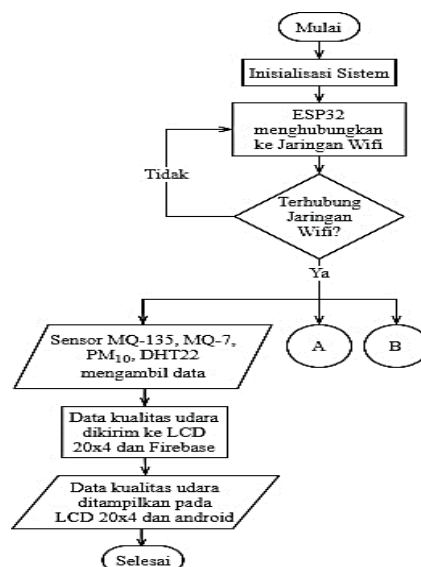 Mulai
Inisialisasi Sistem
ESP32
menghubungkan
ke Jaringan Wifi
Tidak
Terhubung
Jaringan
Wifi?
Ya
Sensor MQ-135, MQ-7,
PM₁₀, DHT22
mengambil data
A
B
Data kualitas udara
dikirim ke LCD
20x4 dan Firebase
Data kualitas udara
ditampilkan pada
LCD 20x4 dan android
Selesai